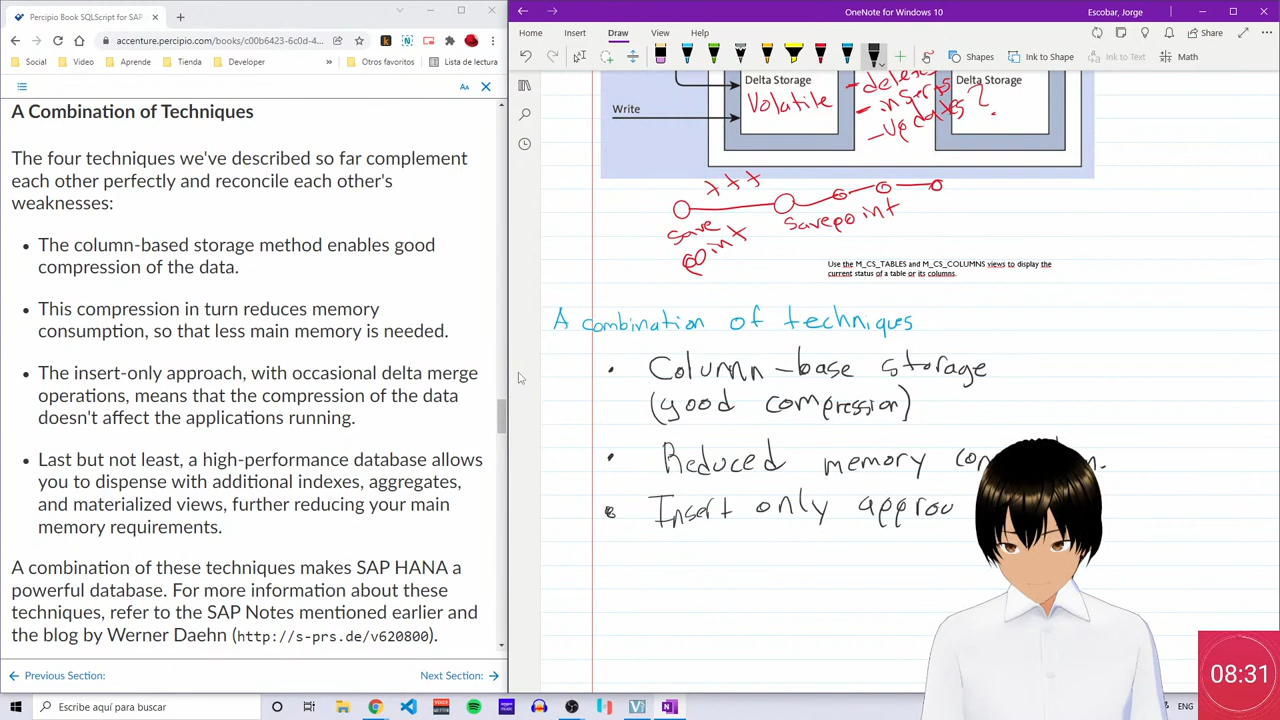 Percipio Book SQLScript for SAP
accenture.percipio.com/books/c00b6423-6c0d-4...
Social
Video
Aprende
Tienda
Developer
Otros favoritos
Lista de lectura
A Combination of Techniques
The four techniques we've described so far complement
each other perfectly and reconcile each other's
weaknesses:
• The column-based storage method enables good
compression of the data.
• This compression in turn reduces memory
consumption, so that less main memory is needed.
• The insert-only approach, with occasional delta merge
operations, means that the compression of the data
doesn't affect the applications running.
• Last but not least, a high-performance database allows
you to dispense with additional indexes, aggregates,
and materialized views, further reducing your main
memory requirements.
A combination of these techniques makes SAP HANA a
powerful database. For more information about these
techniques, refer to the SAP Notes mentioned earlier and
the blog by Werner Daehn (http://s-prs.de/v620800).
Previous Section:
Next Section:
OneNote for Windows 10
Escobar, Jorge
Home
Insert
Draw
View
Help
Share
Shapes
Ink to Shape
Ink to Text
Math
Delta Storage
Volatile
Write
- inserts
- updates ?
Delta Storage
save
point
savepoint
Use the M_CS_TABLES and M_CS_COLUMNS views to display the
current status of a table or its columns.
A combination of techniques
• Column-base storage
(good compression)
• Reduced memory
• Insert only approa
Escribe aquí para buscar
ENG
08:31